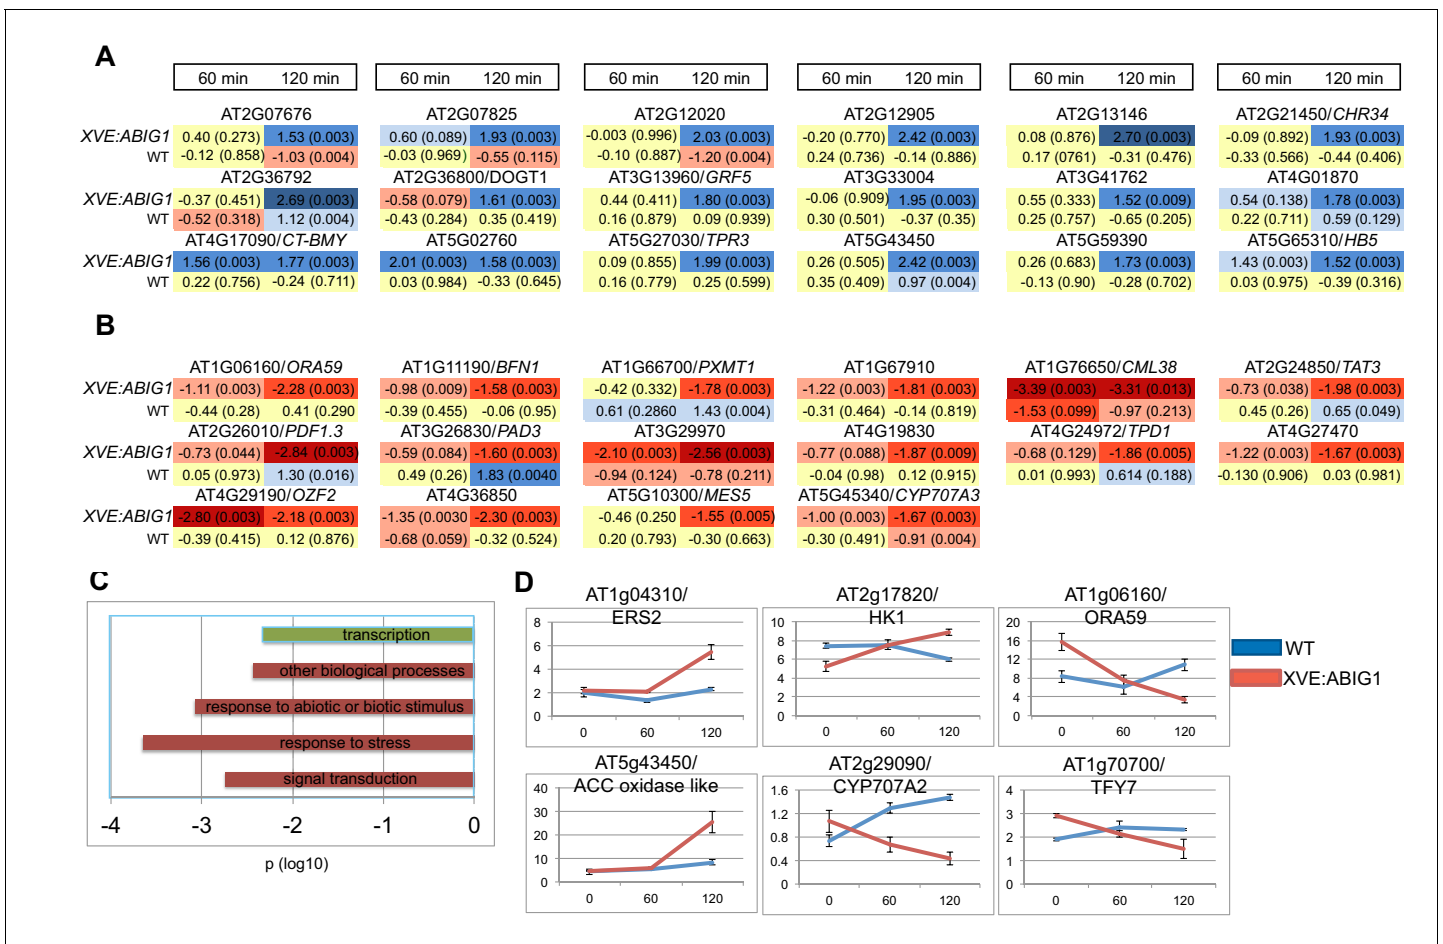 A
60 min 120 min 60 min 120 min 60 min 120 min 60 min 120 min 60 min 120 min 60 min 120 min
AT2G07676 AT2G07825 AT2G12020 AT2G12905 AT2G13146 AT2G21450/CHR34
XVE:ABIG1 0.40 (0.273) 1.53 (0.003) 0.60 (0.089) 1.93 (0.003) -0.003 (0.996) 2.03 (0.003) -0.20 (0.770) 2.42 (0.003) 0.08 (0.876) 2.70 (0.003) -0.09 (0.892) 1.93 (0.003)
WT -0.12 (0.858) -1.03 (0.004) -0.03 (0.969) -0.55 (0.115) -0.10 (0.887) -1.20 (0.004) 0.24 (0.736) -0.14 (0.886) 0.17 (0761) -0.31 (0.476) -0.33 (0.566) -0.44 (0.406)
AT2G36792 AT2G36800/DOGT1 AT3G13960/GRF5 AT3G33004 AT3G41762 AT4G01870
XVE:ABIG1 -0.37 (0.451) 2.69 (0.003) -0.58 (0.079) 1.61 (0.003) 0.44 (0.411) 1.80 (0.003) -0.06 (0.909) 1.95 (0.003) 0.55 (0.333) 1.52 (0.009) 0.54 (0.138) 1.78 (0.003)
WT -0.52 (0.318) 1.12 (0.004) -0.43 (0.284) 0.35 (0.419) 0.16 (0.879) 0.09 (0.939) 0.30 (0.501) -0.37 (0.35) 0.25 (0.757) -0.65 (0.205) 0.22 (0.711) 0.59 (0.129)
AT4G17090/CT-BMY AT5G02760 AT5G27030/TPR3 AT5G43450 AT5G59390 AT5G65310/HB5
XVE:ABIG1 1.56 (0.003) 1.77 (0.003) 2.01 (0.003) 1.58 (0.003) 0.09 (0.855) 1.99 (0.003) 0.26 (0.505) 2.42 (0.003) 0.26 (0.683) 1.73 (0.003) 1.43 (0.003) 1.52 (0.003)
WT 0.22 (0.756) -0.24 (0.711) 0.03 (0.984) -0.33 (0.645) 0.16 (0.779) 0.25 (0.599) 0.35 (0.409) 0.97 (0.004) -0.13 (0.90) -0.28 (0.702) 0.03 (0.975) -0.39 (0.316)
B
AT1G06160/ORA59 AT1G11190/BFN1 AT1G66700/PXMT1 AT1G67910 AT1G76650/CML38 AT2G24850/TAT3
XVE:ABIG1 -1.11 (0.003) -2.28 (0.003) -0.98 (0.009) -1.58 (0.003) -0.42 (0.332) -1.78 (0.003) -1.22 (0.003) -1.81 (0.003) -3.39 (0.003) -3.31 (0.013) -0.73 (0.038) -1.98 (0.003)
WT -0.44 (0.28) 0.41 (0.290 -0.39 (0.455) -0.06 (0.95) 0.61 (0.2860 1.43 (0.004) -0.31 (0.464) -0.14 (0.819) -1.53 (0.099) -0.97 (0.213) 0.45 (0.26) 0.65 (0.049)
AT2G26010/PDF1.3 AT3G26830/PAD3 AT3G29970 AT4G19830 AT4G24972/TPD1 AT4G27470
XVE:ABIG1 -0.73 (0.044) -2.84 (0.003) -0.59 (0.084) -1.60 (0.003) -2.10 (0.003) -2.56 (0.003) -0.77 (0.088) -1.87 (0.009) -0.68 (0.129) -1.86 (0.005) -1.22 (0.003) -1.67 (0.003)
WT 0.05 (0.973) 1.30 (0.016) 0.49 (0.26) 1.83 (0.0040 -0.94 (0.124) -0.78 (0.211) -0.04 (0.98) 0.12 (0.915) 0.01 (0.993) 0.614 (0.188) -0.130 (0.906) 0.03 (0.981)
AT4G29190/OZF2 AT4G36850 AT5G10300/MES5 AT5G45340/CYP707A3
XVE:ABIG1 -2.80 (0.003) -2.18 (0.003) -1.35 (0.0030 -2.30 (0.003) -0.46 (0.250 -1.55 (0.005) -1.00 (0.003) -1.67 (0.003)
WT -0.39 (0.415) 0.12 (0.876) -0.68 (0.059) -0.32 (0.524) 0.20 (0.793) -0.30 (0.663) -0.30 (0.491) -0.91 (0.004)
C
transcription
other biological processes
response to abiotic or biotic stimulus
response to stress
signal transduction
-4 -3 -2 -1 0
p (log10)
D
AT1g04310/
ERS2
8
6
4
2
0
0 60 120
AT2g17820/
HK1
10
8
6
4
2
0
0 60 120
AT1g06160/
ORA59
20
16
12
8
4
0
0 60 120
WT
XVE:ABIG1
AT5g43450/
ACC oxidase like
40
30
20
10
0
0 60 120
AT2g29090/
CYP707A2
1.6
1.2
0.8
0.4
0
0 60 120
AT1g70700/
TFY7
4
3
2
1
0
0 60 120